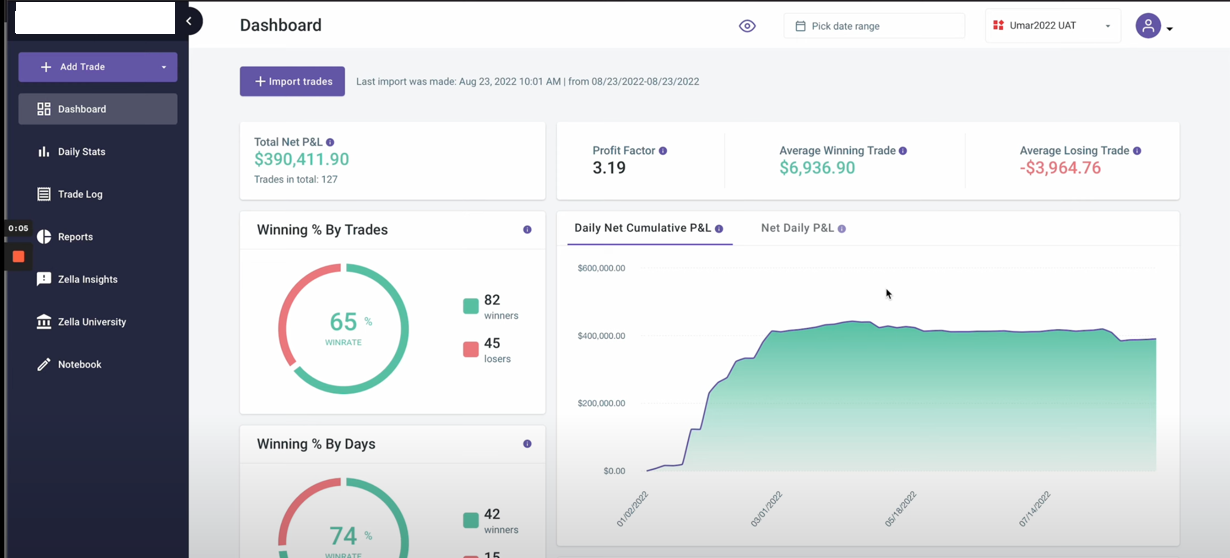 Dashboard
Pick date range
Umar2022 UAT
Add Trade
Dashboard
Daily Stats
Trade Log
0:05
Reports
Zella Insights
Zella University
Notebook
+ Import trades
Last import was made: Aug 23, 2022 10:01 AM | from 08/23/2022-08/23/2022
Total Net P&L
$390,411.90
Trades in total: 127
Profit Factor
3.19
Average Winning Trade
$6,936.90
Average Losing Trade
-$3,964.76
Winning % By Trades
65 %
WINRATE
82
winners
45
losers
Daily Net Cumulative P&L
Net Daily P&L
$600,000.00
$400,000.00
$200,000.00
$0.00
01/02/2022
03/01/2022
05/18/2022
07/14/2022
Winning % By Days
74 %
WINRATE
42
winners
15